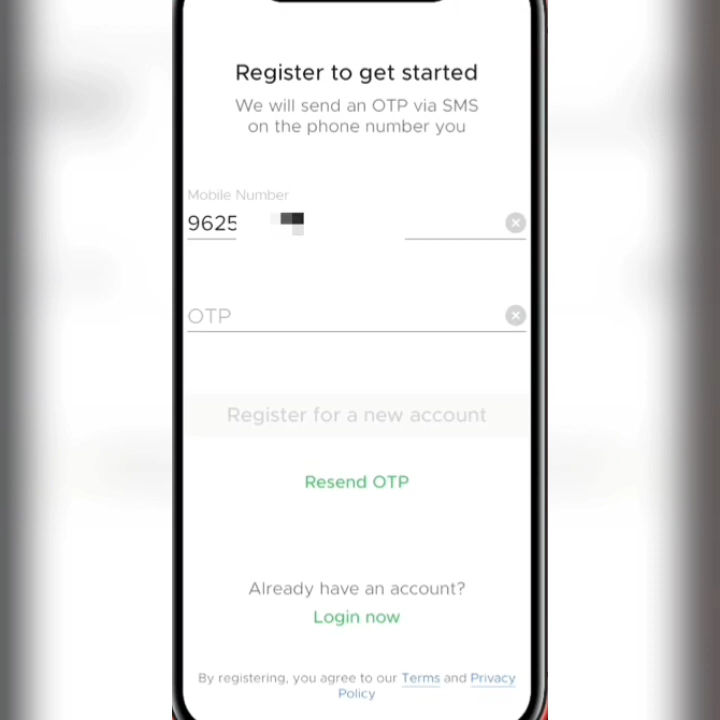 Register to get started
We will send an OTP via SMS
on the phone number you
Mobile Number
9625
OTP
Register for a new account
Resend OTP
Already have an account?
Login now
By registering, you agree to our Terms and Privacy
Policy